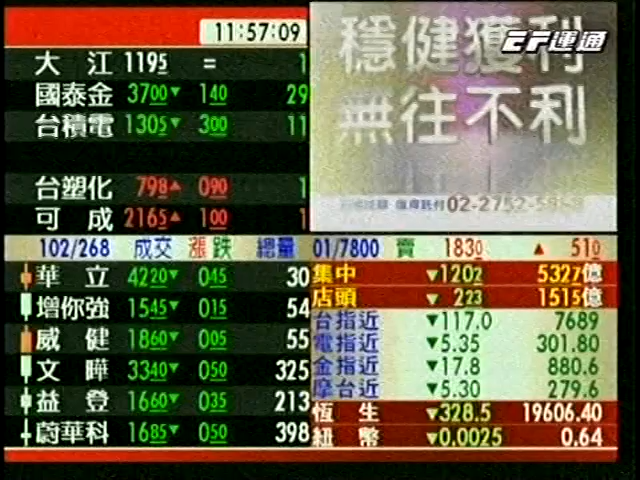 11:57:09
大江 1195 = 1
國泰金 3700▼ 140 29
台積電 1305▼ 300 11
台塑化 798▲ 090 1
可成 2165▲ 100 1
穩健獲利
無往不利
EF運通
102/268 成交 漲跌 總量
華立 4220▼ 045 30
增你強 1545▼ 015 54
威健 1860▼ 005 55
文曄 3340▼ 050 325
益登 1660▼ 035 213
蔚華科 1685▼ 050 398
01/7800 賣 1830 ▲ 510
集中 ▼1202 5327億
店頭 ▼ 223 1515億
台指近 ▼117.0 7689
電指近 ▼5.35 301.80
金指近 ▼17.8 880.6
摩台近 ▼5.30 279.6
恆生 ▼328.5 19606.40
紐幣 ▼0.0025 0.64